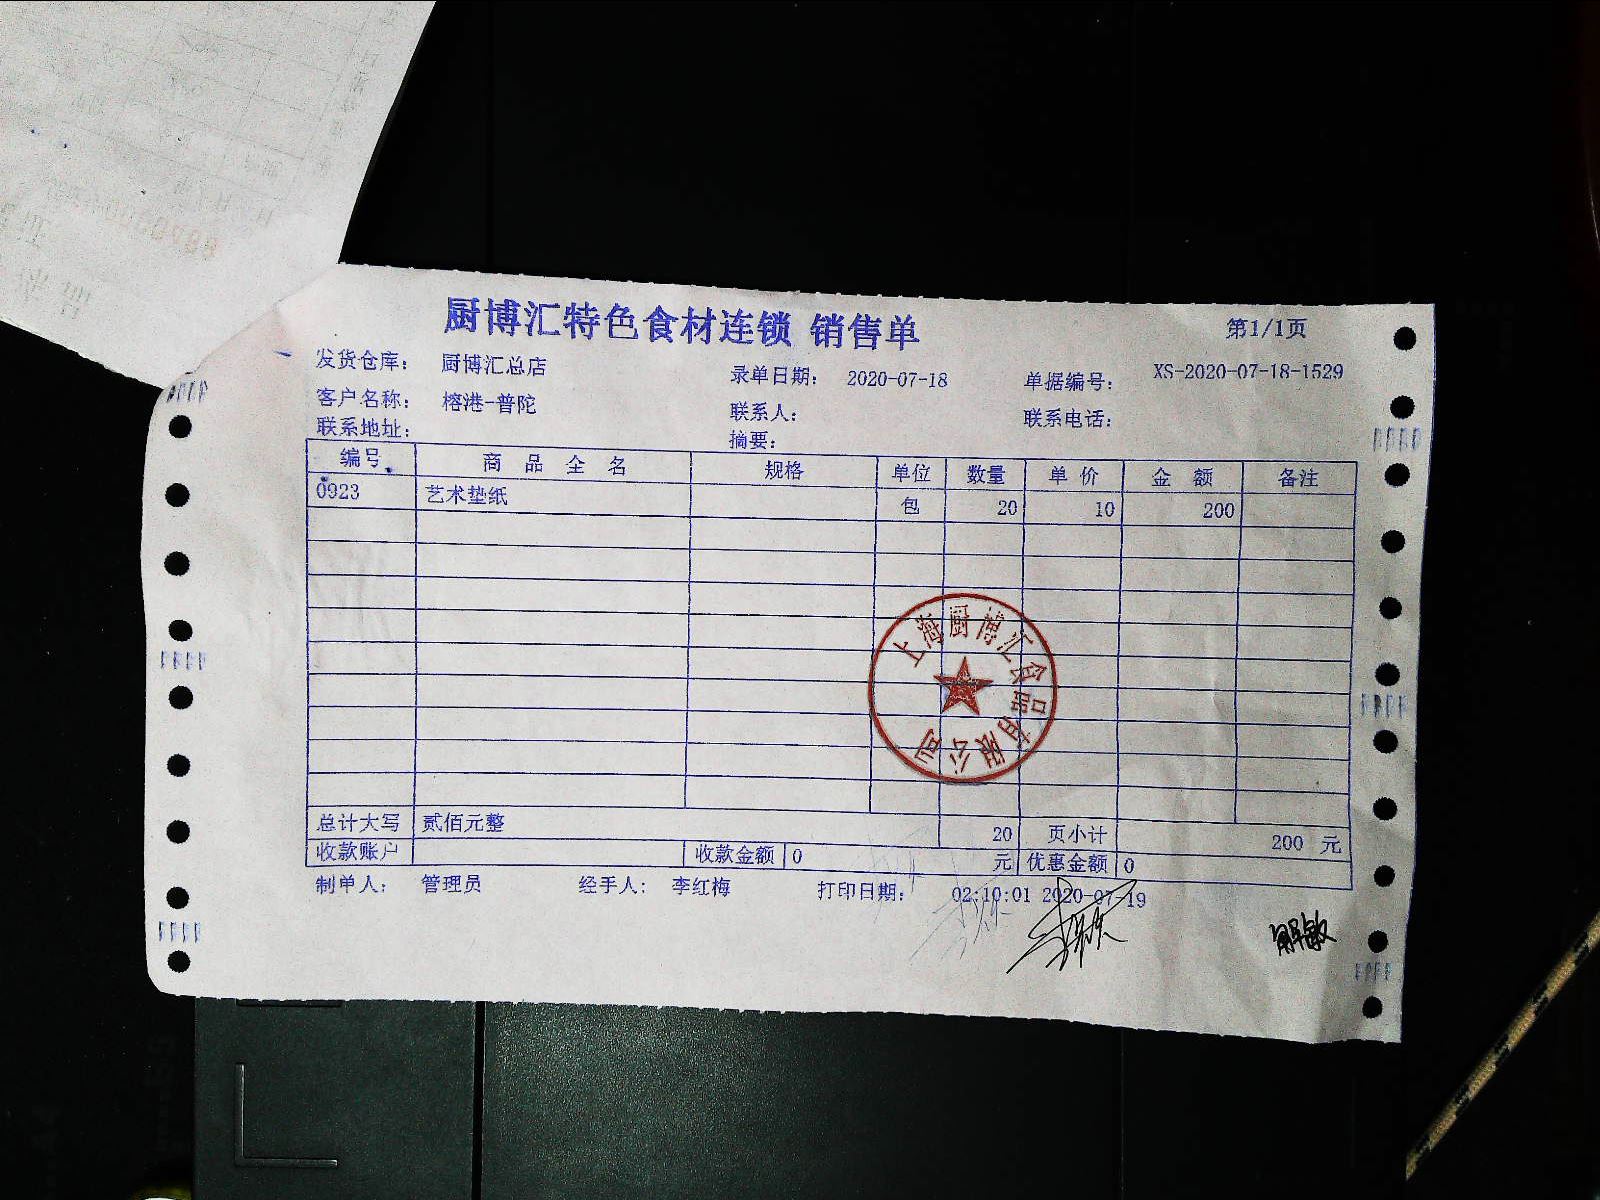 厨博汇特色食材连锁 销售单
第1/1页
发货仓库: 厨博汇总店 录单日期: 2020-07-18 单据编号: XS-2020-07-18-1529
客户名称: 榕港-普陀 联系人: 联系电话:
联系地址: 摘要:
编号 商品全名 规格 单位 数量 单价 金额 备注
0923 艺术垫纸 包 20 10 200
上海厨博汇食品有限公司
总计大写 贰佰元整 20 页小计 200 元
收款账户 收款金额 0 元 优惠金额 0
制单人: 管理员 经手人: 李红梅 打印日期: 02:10:01 2020-07-19
解敏